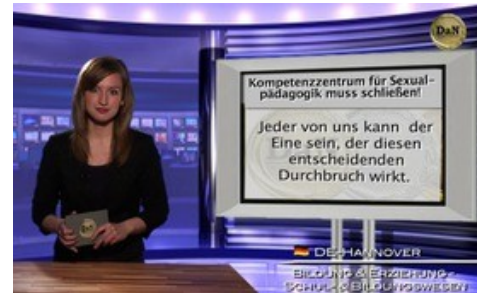 DaN
Kompetenzzentrum für Sexual-
pädagogik muss schließen!
Jeder von uns kann der
Eine sein, der diesen
entscheidenden
Durchbruch wirkt.
DaN
DE-HANNOVER
BILDUNG & ERZIEHUNG-
SCHUL & BILDUNGSWESEN